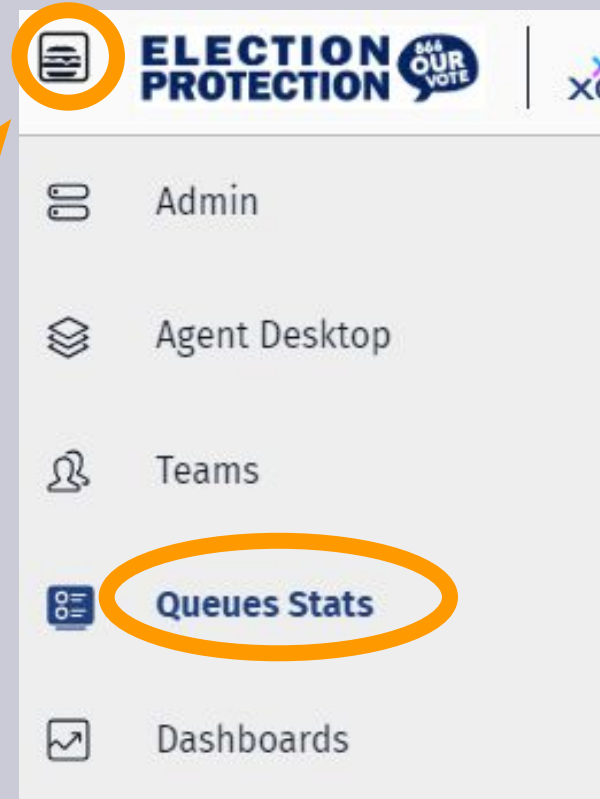 ELECTION
PROTECTION
866
OUR
VOTE
Admin
Agent Desktop
Teams
Queues Stats
Dashboards